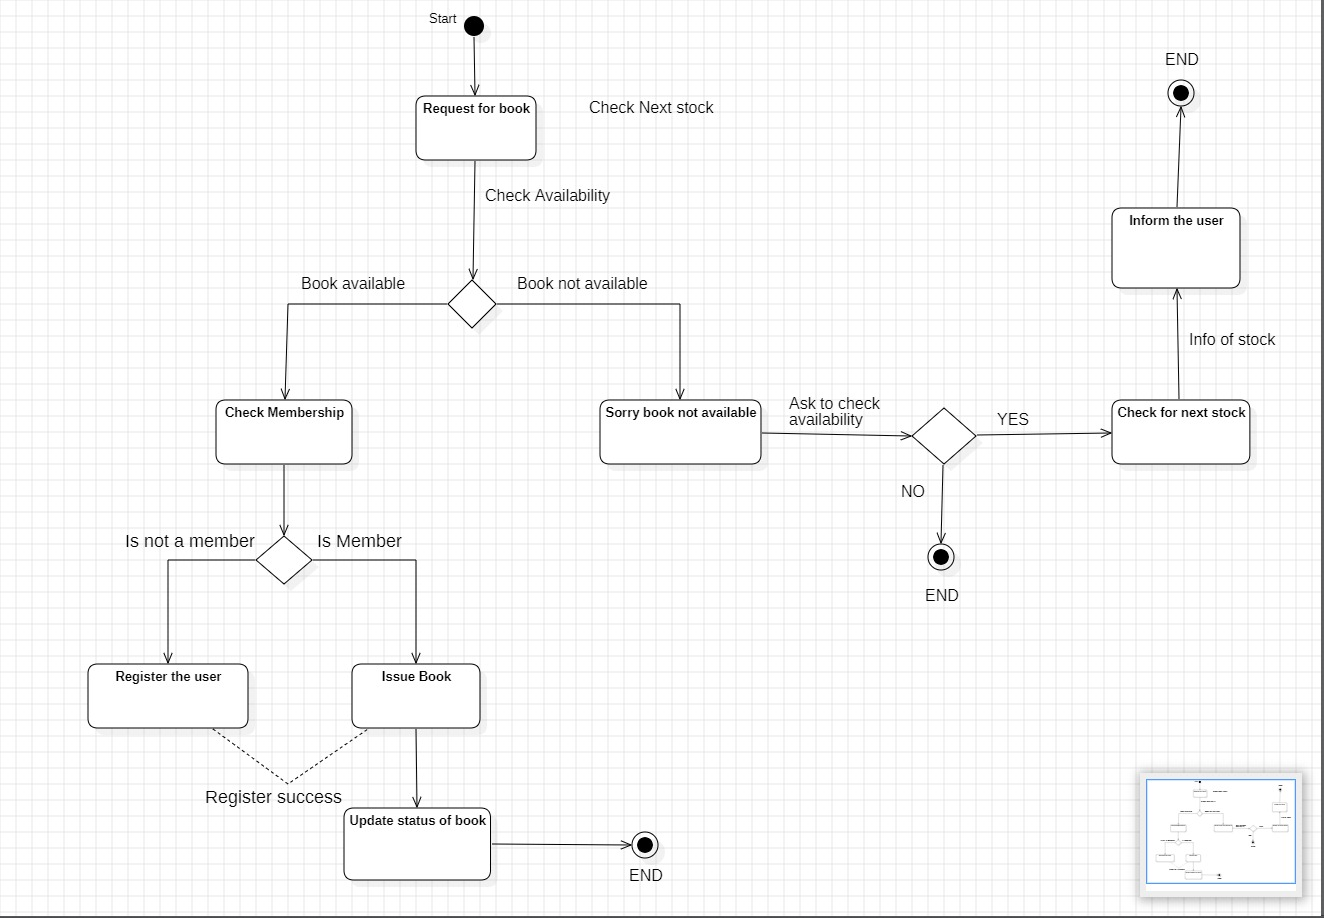 Start
END
Request for book
Check Next stock
Check Availability
Inform the user
Book available
Book not available
Info of stock
Check Membership
Sorry book not available
Ask to check
availability
YES
Check for next stock
NO
Is not a member
Is Member
END
Register the user
Issue Book
Register success
Update status of book
END